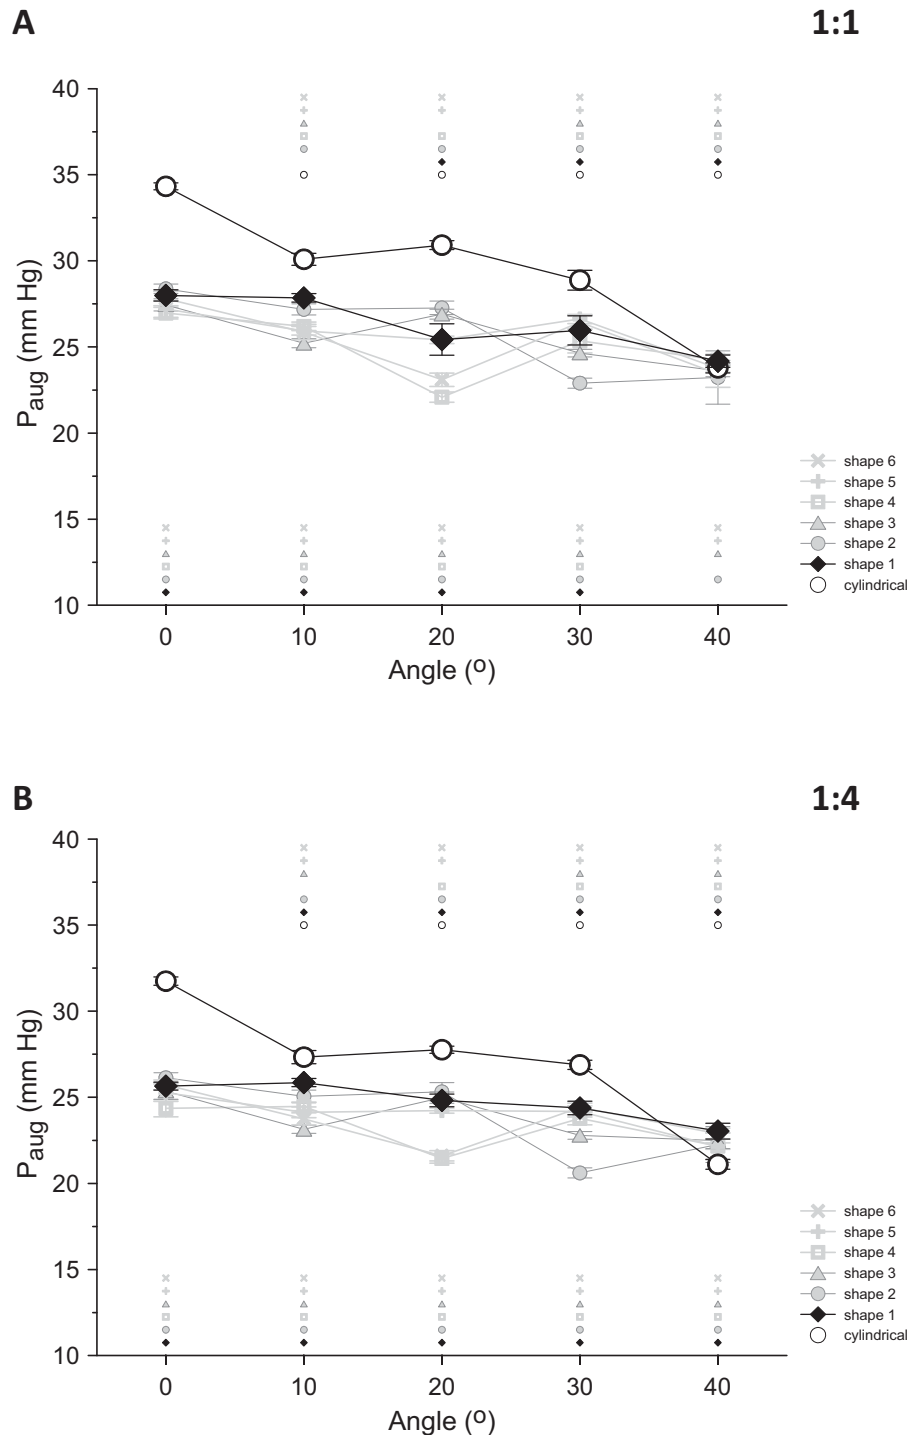 A 1:1
40
35
30
25
20
15
10
Paug (mm Hg)
0 10 20 30 40
Angle (º)
shape 6
shape 5
shape 4
shape 3
shape 2
shape 1
cylindrical
B 1:4
40
35
30
25
20
15
10
Paug (mm Hg)
0 10 20 30 40
Angle (º)
shape 6
shape 5
shape 4
shape 3
shape 2
shape 1
cylindrical